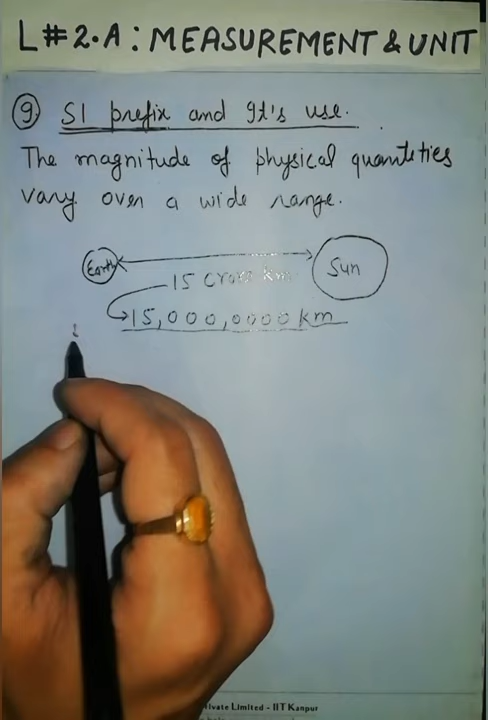 L#2.A: MEASUREMENT & UNIT
9. SI prefix and It's use.
The magnitude of physical quantities
vary over a wide range.
Earth Sun
15 Crore km
15,000,0000 km
ivate Limited - IIT Kanpur